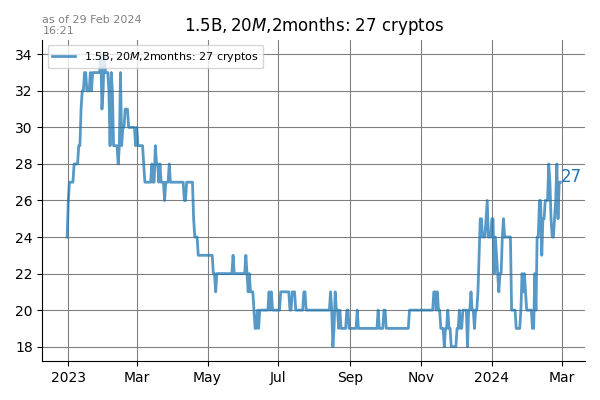 as of 29 Feb 2024
16:21
1.5B, 20M,2months: 27 cryptos
1.5B, 20M,2months: 27 cryptos
34
32
30
28
26
24
22
20
18
27
2023 Mar May Jul Sep Nov 2024 Mar